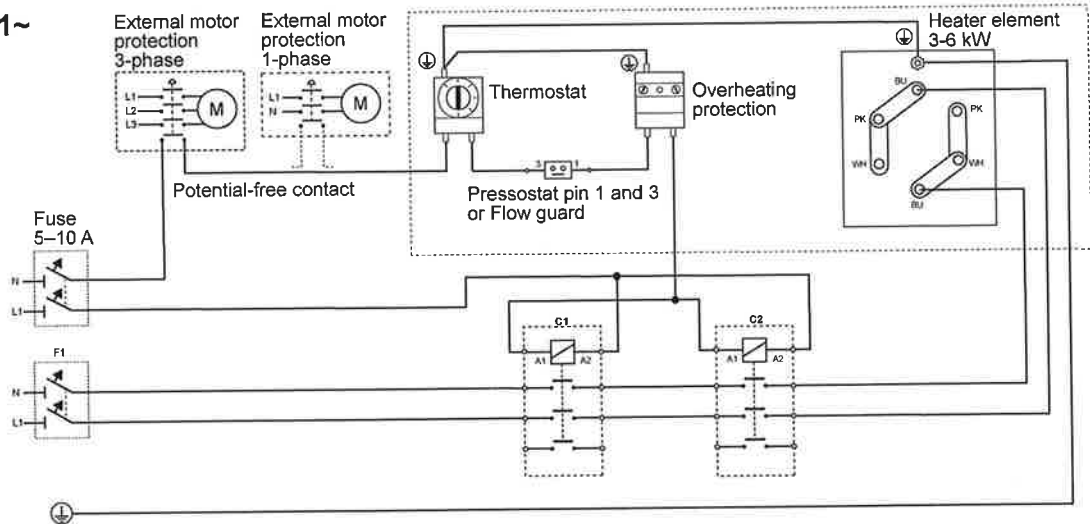 1~
External motor
protection
3-phase
External motor
protection
1-phase
Heater element
3-6 kW
L1
L2
L3
M
L1
N
M
Thermostat
Overheating
protection
BU
PK
PK
WH
WH
BU
3
1
Potential-free contact
Pressostat pin 1 and 3
or Flow guard
Fuse
5–10 A
N
L1
C1
C2
A1
A2
A1
A2
F1
N
L1